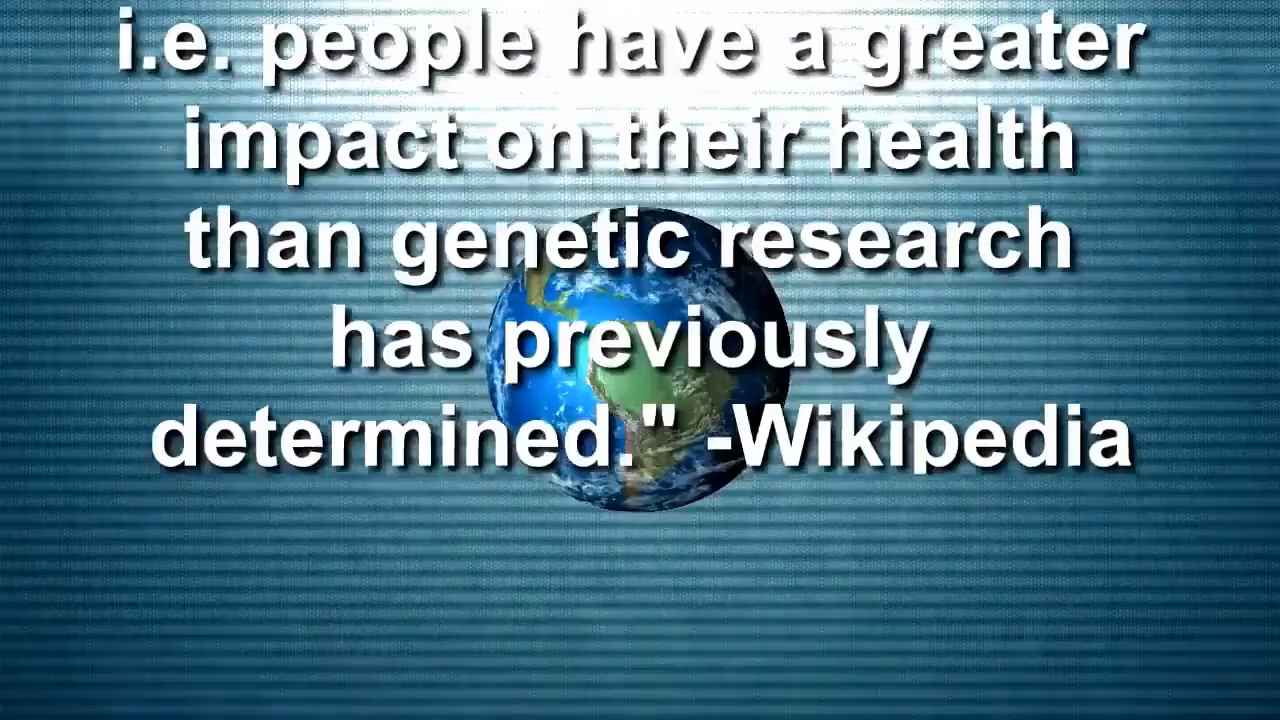 i.e. people have a greater
impact on their health
than genetic research
has previously
determined." -Wikipedia